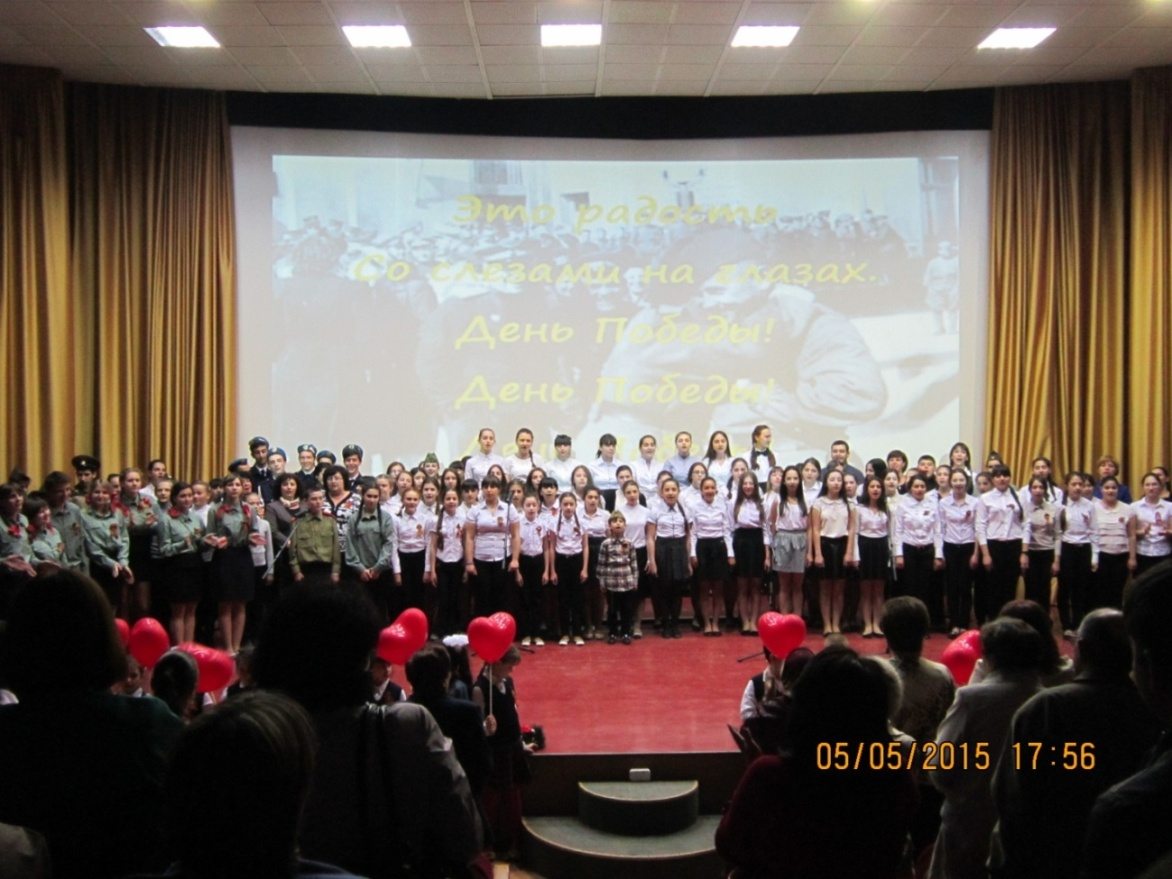 Это радость
Со слезами на глазах.
День Победы!
День Победы!
05/05/2015 17:56